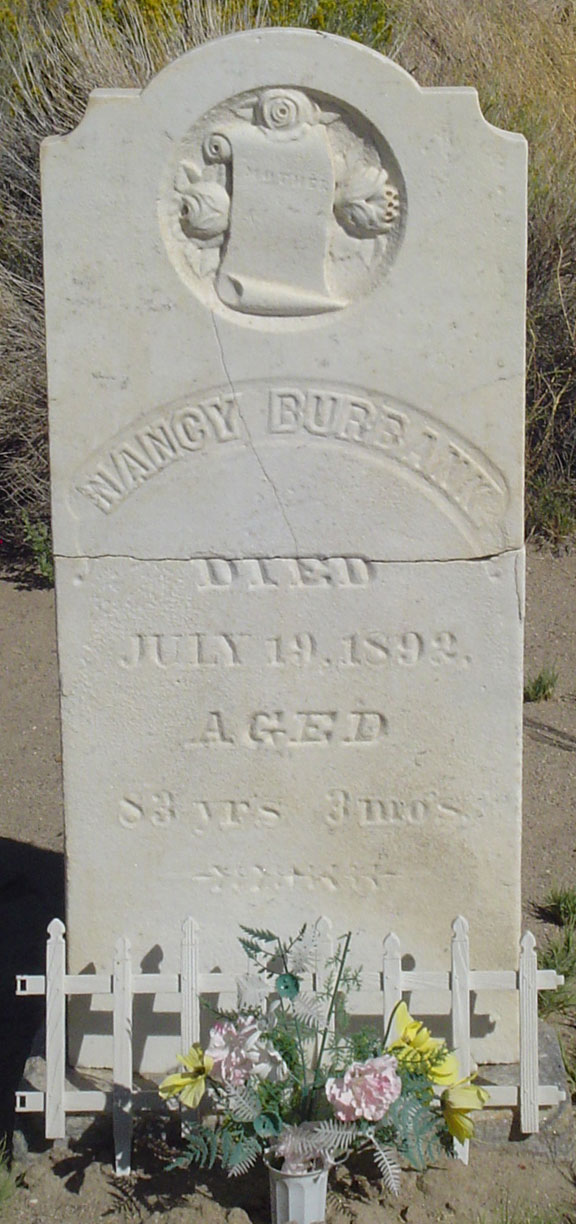 MOTHER
NANCY BURBANK
DIED
JULY 19, 1892.
AGED
83 yrs 3 mo's.